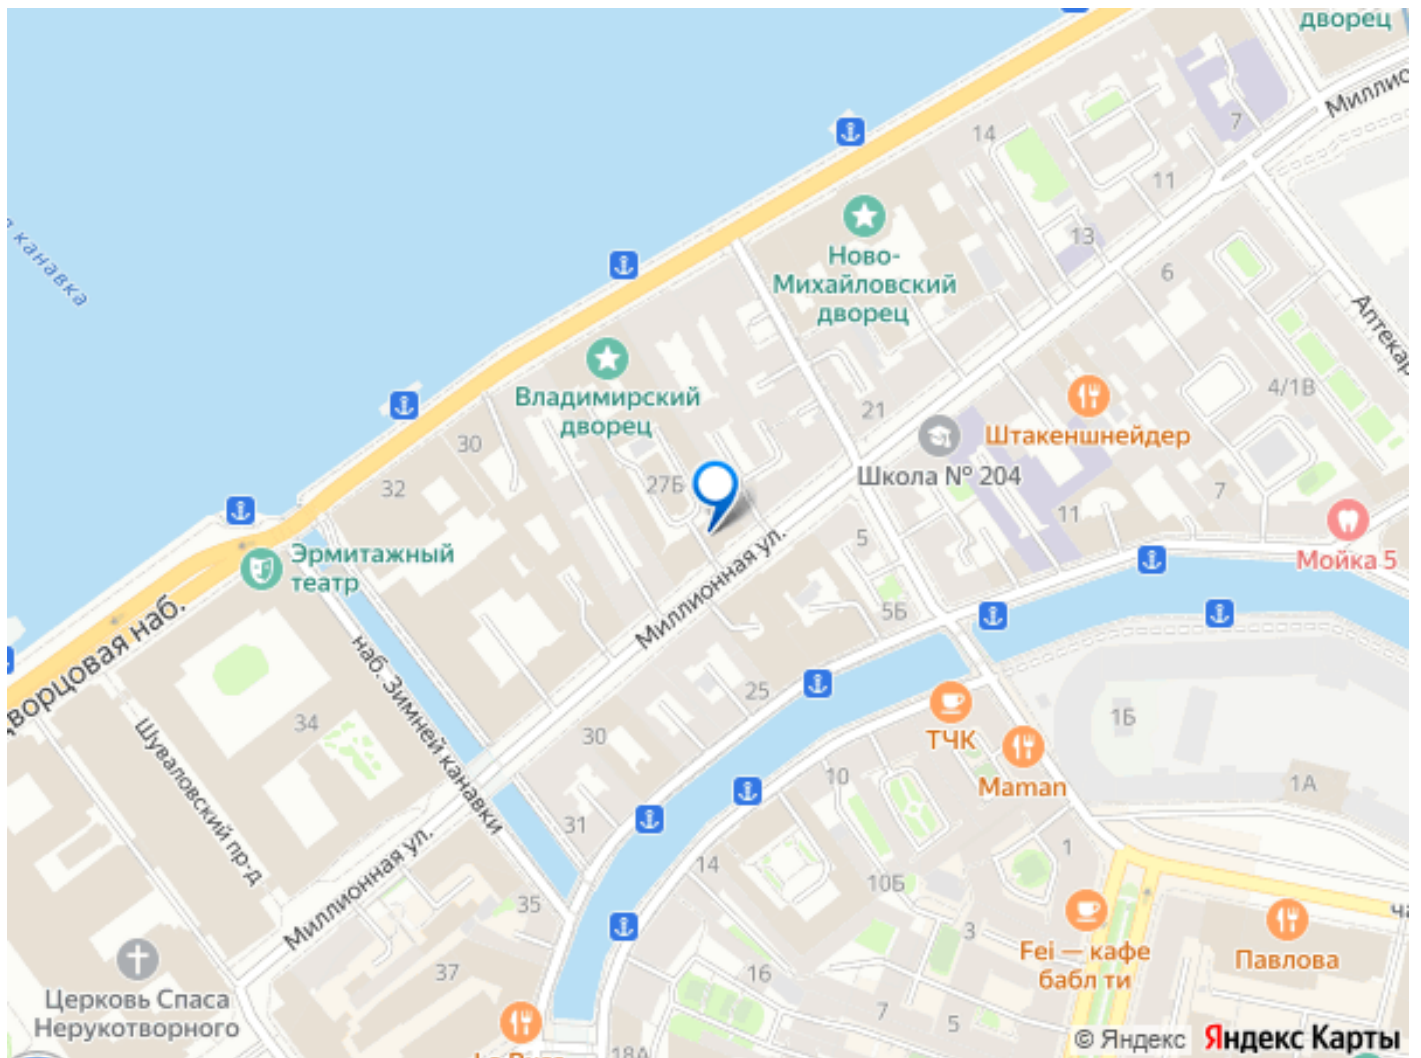 дворец
Миллио
7
14
11
Ново-
Михайловский
дворец
13
6
а канавка
Аптекар
Владимирский
дворец
4/1В
21
Штакеншнейдер
30
Школа № 204
27Б
32
7
11
5
Мойка 5
Эрмитажный
театр
Миллионная ул.
5Б
Дворцовая наб.
наб. Зимней канавки
25
34
1Б
ТЧК
30
Шуваловский пр-д
Maman
10
1А
31
Миллионная ул.
14
1
10Б
35
ча
3
Fei — кафе
бабл ти
Павлова
37
16
Церковь Спаса
Нерукотворного
7
5
18А
© Яндекс Яндекс Карты